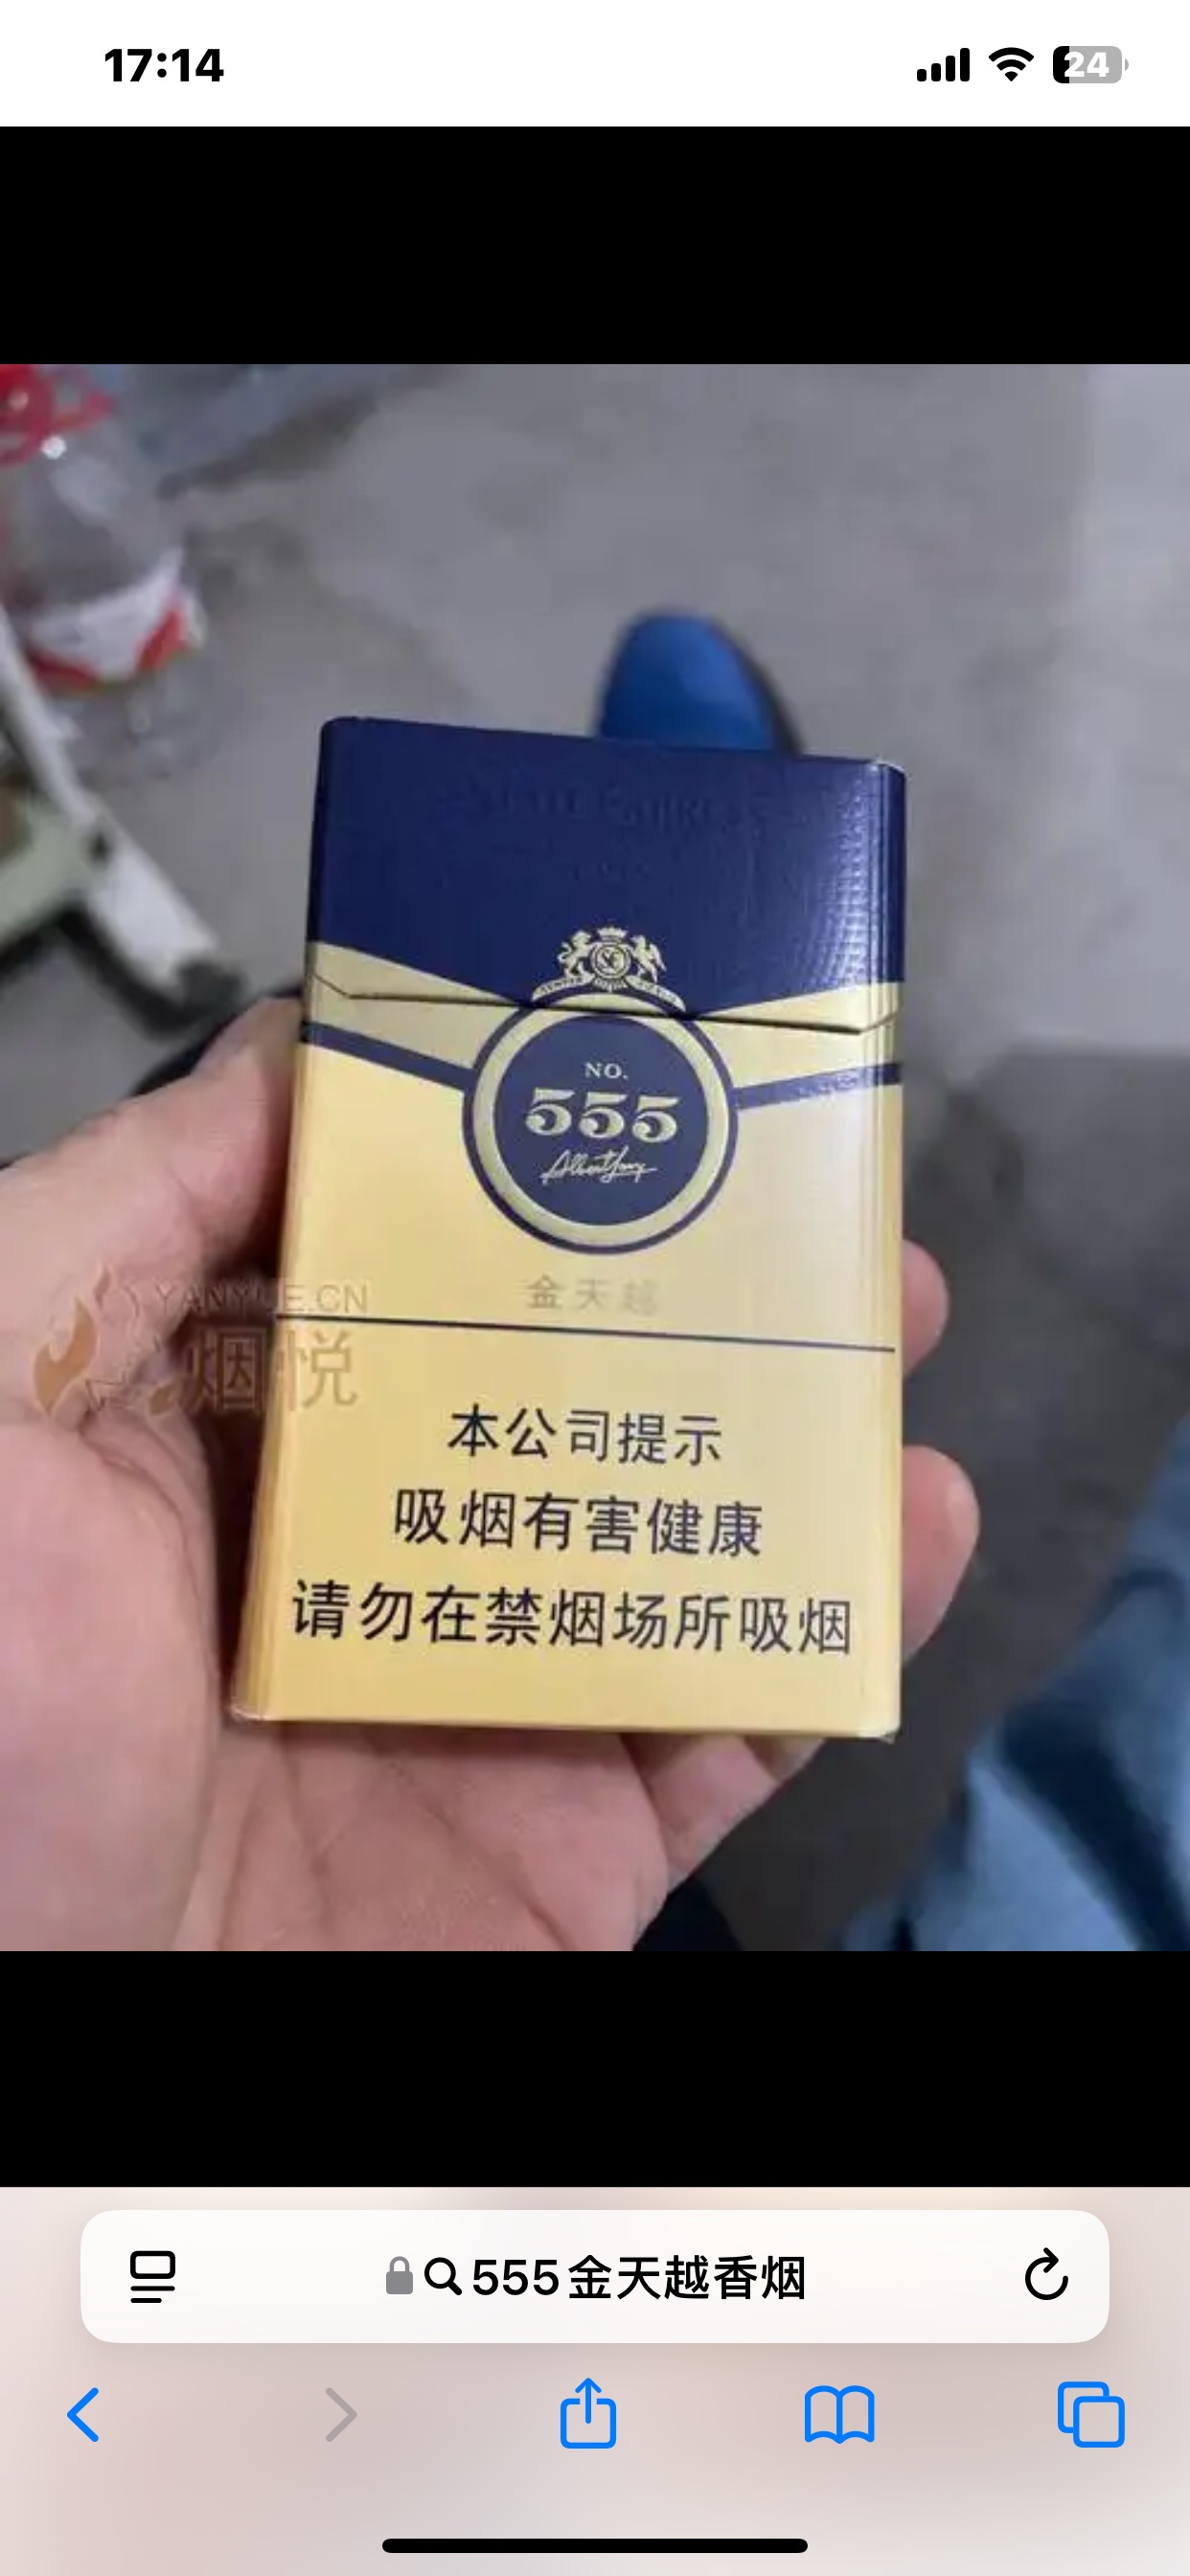 17:14
24
NO.
555
金天越
YANYUE.CN
烟悦
本公司提示
吸烟有害健康
请勿在禁烟场所吸烟
555金天越香烟